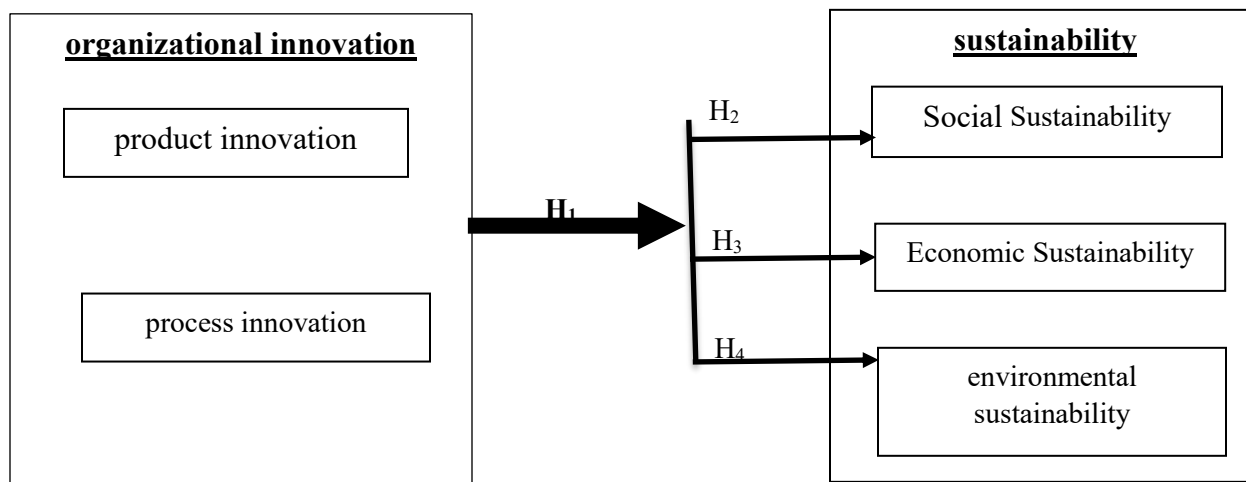 organizational innovation
product innovation
process innovation
H₁
H₂
H₃
H₄
sustainability
Social Sustainability
Economic Sustainability
environmental
sustainability